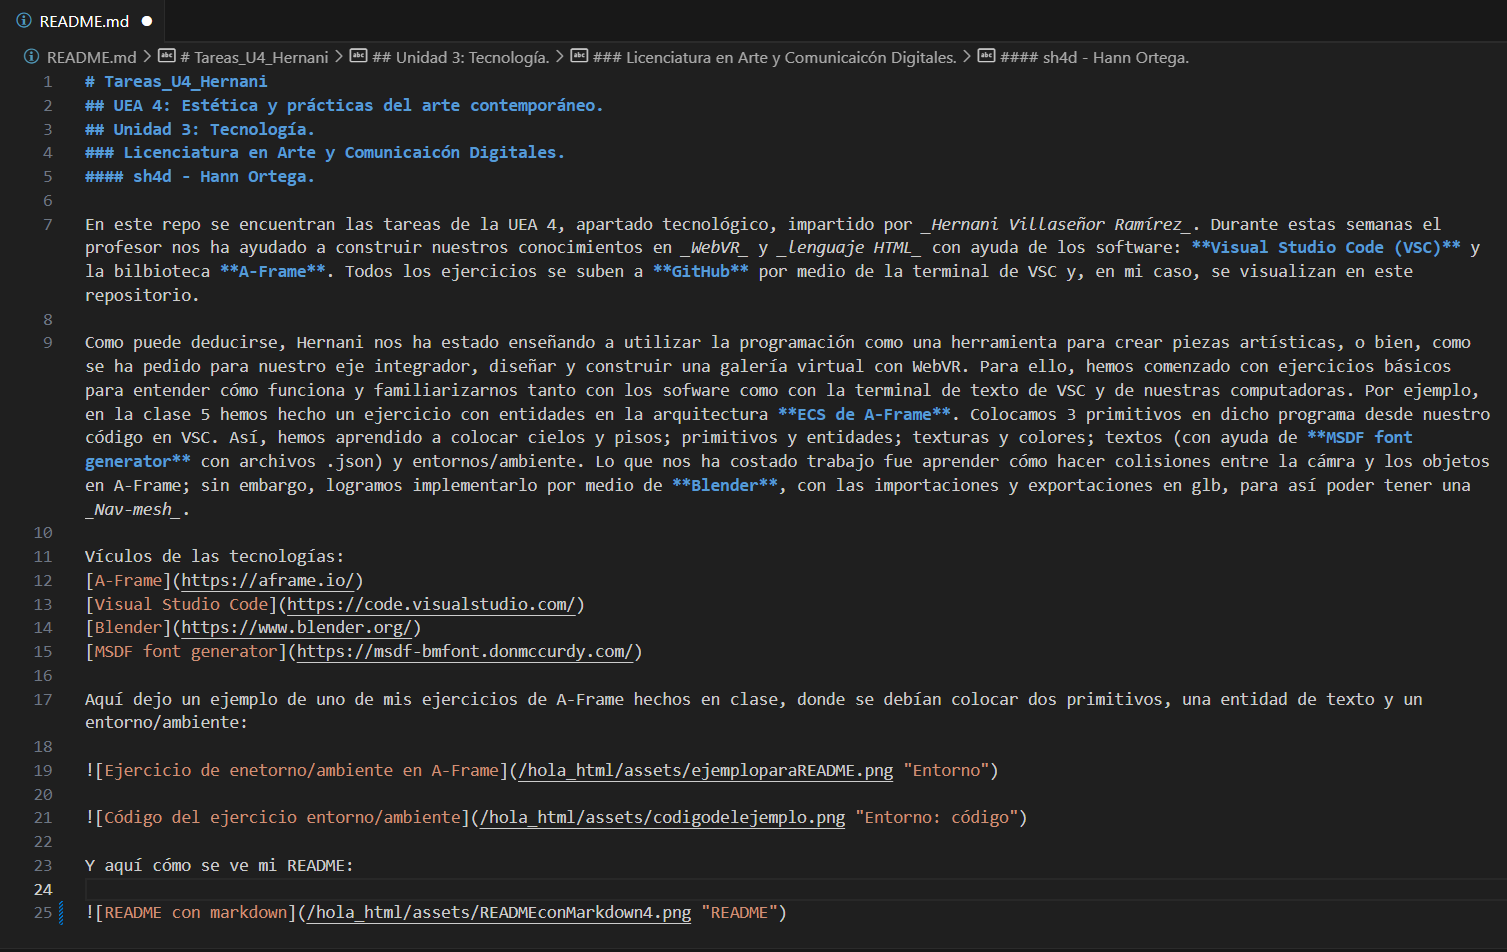 README.md
README.md > # Tareas_U4_Hernani > ## Unidad 3: Tecnología. > ### Licenciatura en Arte y Comunicaicón Digitales. > #### sh4d - Hann Ortega.
1 # Tareas_U4_Hernani
2 ## UEA 4: Estética y prácticas del arte contemporáneo.
3 ## Unidad 3: Tecnología.
4 ### Licenciatura en Arte y Comunicaicón Digitales.
5 #### sh4d - Hann Ortega.
6
7 En este repo se encuentran las tareas de la UEA 4, apartado tecnológico, impartido por _Hernani Villaseñor Ramírez_. Durante estas semanas el
profesor nos ha ayudado a construir nuestros conocimientos en _WebVR_ y _lenguaje HTML_ con ayuda de los software: **Visual Studio Code (VSC)** y
la bilbioteca **A-Frame**. Todos los ejercicios se suben a **GitHub** por medio de la terminal de VSC y, en mi caso, se visualizan en este
repositorio.
8
9 Como puede deducirse, Hernani nos ha estado enseñando a utilizar la programación como una herramienta para crear piezas artísticas, o bien, como
se ha pedido para nuestro eje integrador, diseñar y construir una galería virtual con WebVR. Para ello, hemos comenzado con ejercicios básicos
para entender cómo funciona y familiarizarnos tanto con los sofware como con la terminal de texto de VSC y de nuestras computadoras. Por ejemplo,
en la clase 5 hemos hecho un ejercicio con entidades en la arquitectura **ECS de A-Frame**. Colocamos 3 primitivos en dicho programa desde nuestro
código en VSC. Así, hemos aprendido a colocar cielos y pisos; primitivos y entidades; texturas y colores; textos (con ayuda de **MSDF font
generator** con archivos .json) y entornos/ambiente. Lo que nos ha costado trabajo fue aprender cómo hacer colisiones entre la cámra y los objetos
en A-Frame; sin embargo, logramos implementarlo por medio de **Blender**, con las importaciones y exportaciones en glb, para así poder tener una
_Nav-mesh_.
10
11 Vículos de las tecnologías:
12 [A-Frame](https://aframe.io/)
13 [Visual Studio Code](https://code.visualstudio.com/)
14 [Blender](https://www.blender.org/)
15 [MSDF font generator](https://msdf-bmfont.donmccurdy.com/)
16
17 Aquí dejo un ejemplo de uno de mis ejercicios de A-Frame hechos en clase, donde se debían colocar dos primitivos, una entidad de texto y un
entorno/ambiente:
18
19 ![Ejercicio de enetorno/ambiente en A-Frame](/hola_html/assets/ejemploparaREADME.png "Entorno")
20
21 ![Código del ejercicio entorno/ambiente](/hola_html/assets/codigodelejemplo.png "Entorno: código")
22
23 Y aquí cómo se ve mi README:
24
25 ![README con markdown](/hola_html/assets/READMEconMarkdown4.png "README")